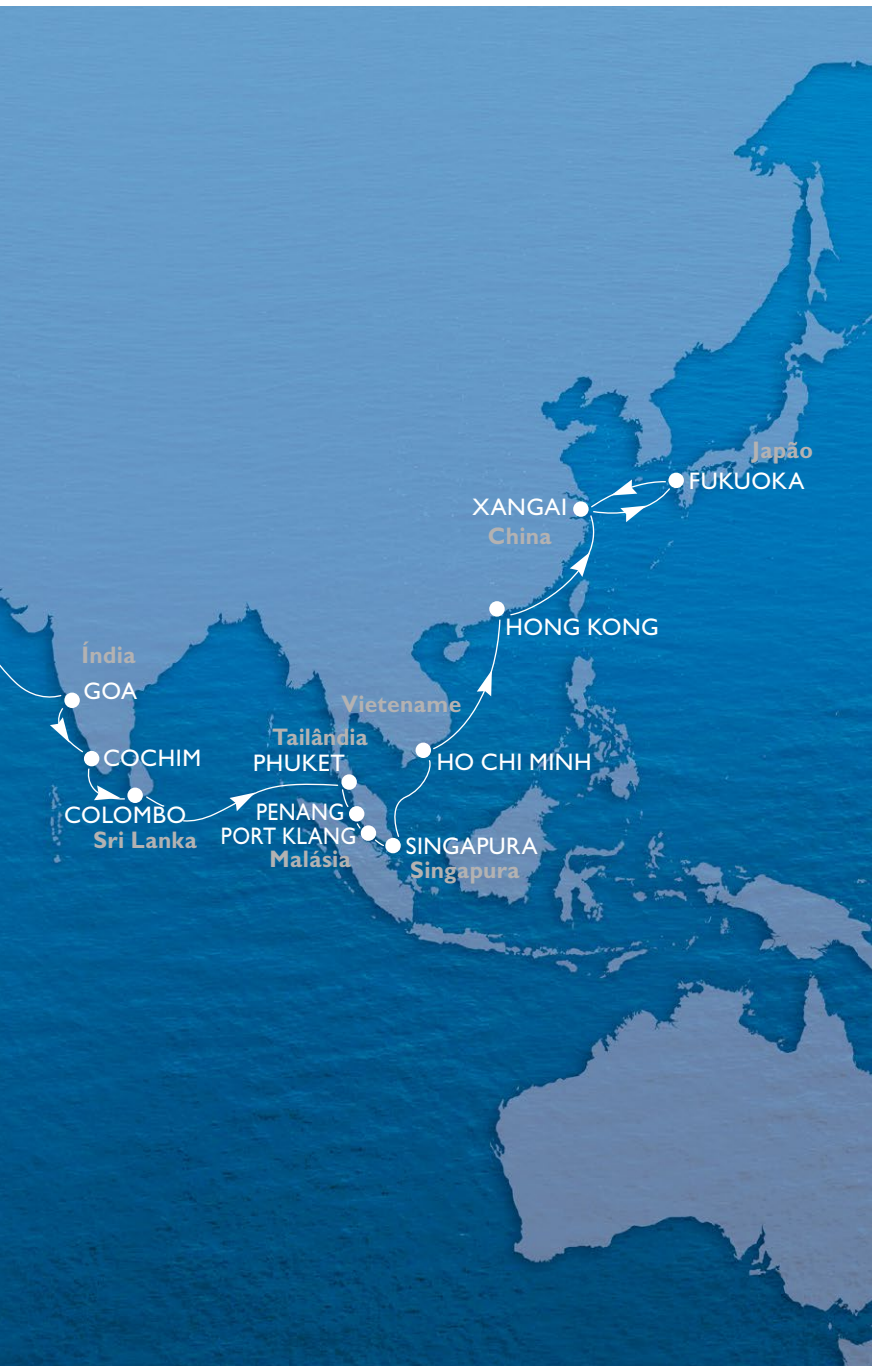 Japão
FUKUOKA
XANGAI
China
HONG KONG
Índia
GOA
Vietename
Tailândia
PHUKET
COCHIM
HO CHI MINH
COLOMBO
Sri Lanka
PENANG
PORT KLANG
Malásia
SINGAPURA
Singapura